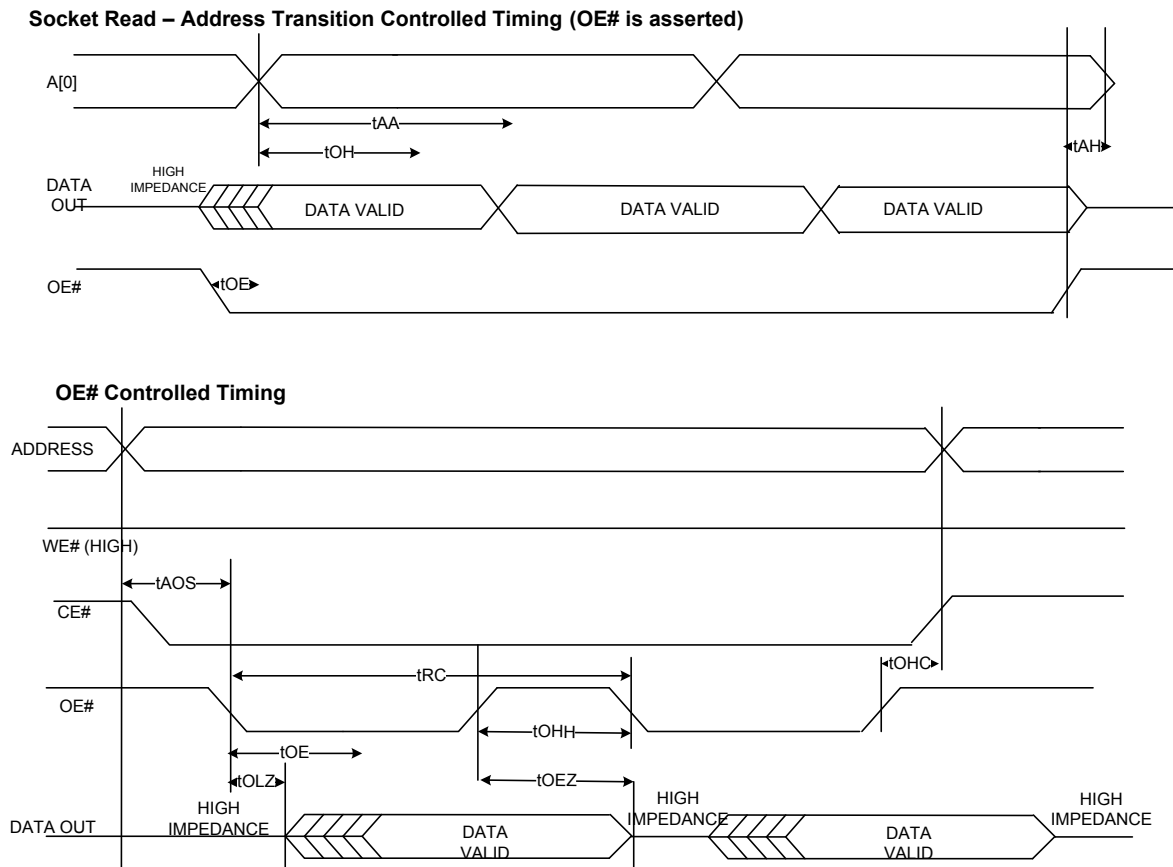 Socket Read – Address Transition Controlled Timing (OE# is asserted)
A[0]
tAA
tOH
tAH
HIGH
IMPEDANCE
DATA
OUT
DATA VALID
DATA VALID
DATA VALID
OE#
tOE
OE# Controlled Timing
ADDRESS
WE# (HIGH)
tAOS
CE#
tOHC
tRC
OE#
tOHH
tOE
tOEZ
tOLZ
HIGH
IMPEDANCE
HIGH
IMPEDANCE
HIGH
IMPEDANCE
DATA OUT
DATA
VALID
DATA
VALID